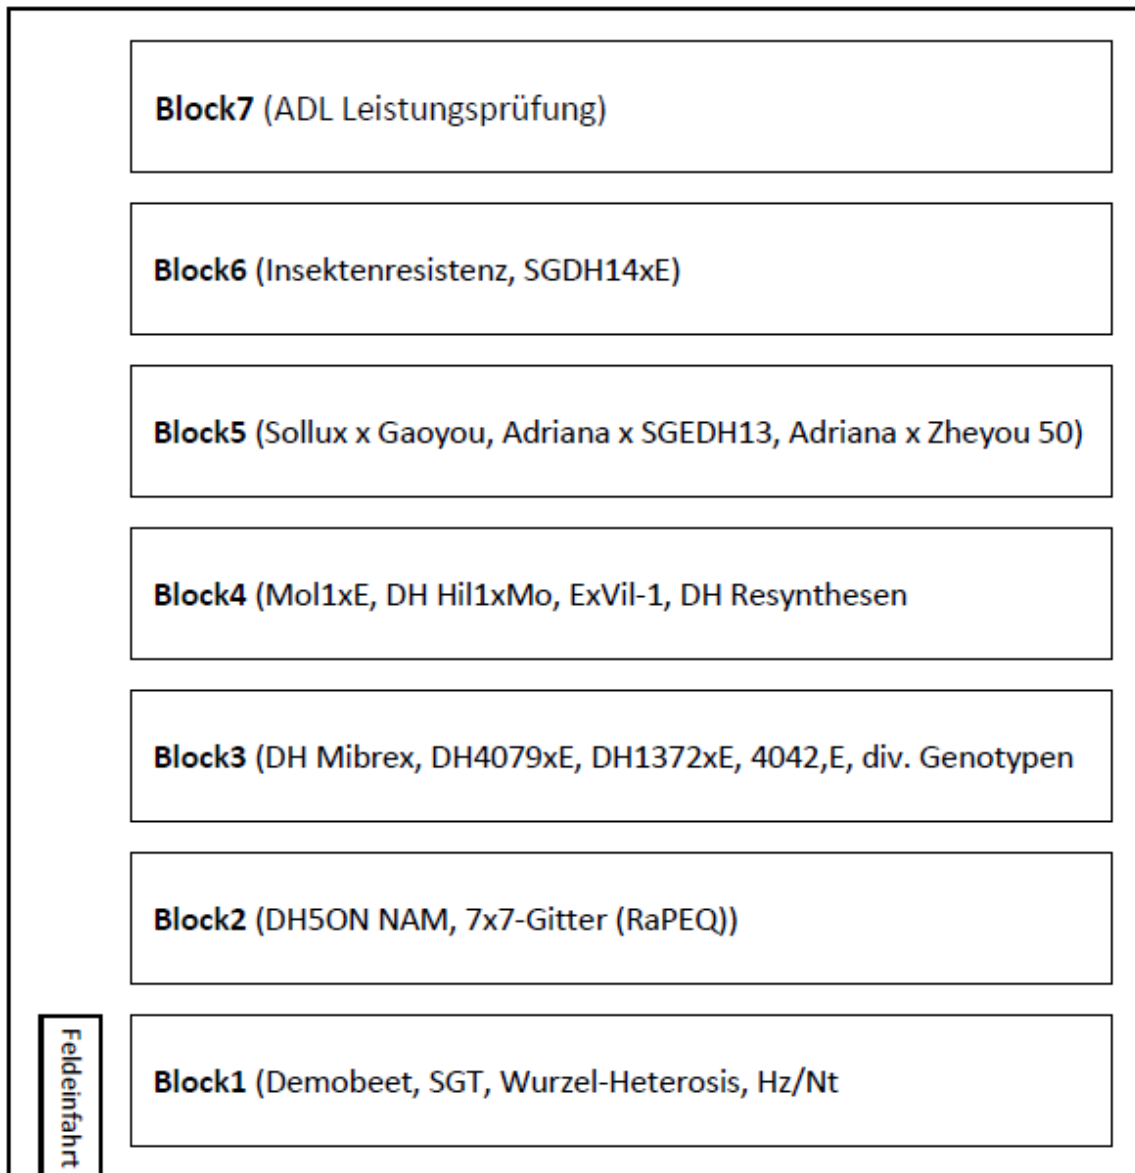 Block7 (ADL Leistungsprüfung)
Block6 (Insektenresistenz, SGDH14xE)
Block5 (Sollux x Gaoyou, Adriana x SGEDH13, Adriana x Zheyou 50)
Block4 (Mol1xE, DH Hil1xMo, ExVil-1, DH Resynthesen
Block3 (DH Mibrex, DH4079xE, DH1372xE, 4042,E, div. Genotypen
Block2 (DH5ON NAM, 7x7-Gitter (RaPEQ))
Feldeinfahrt
Block1 (Demobeet, SGT, Wurzel-Heterosis, Hz/Nt